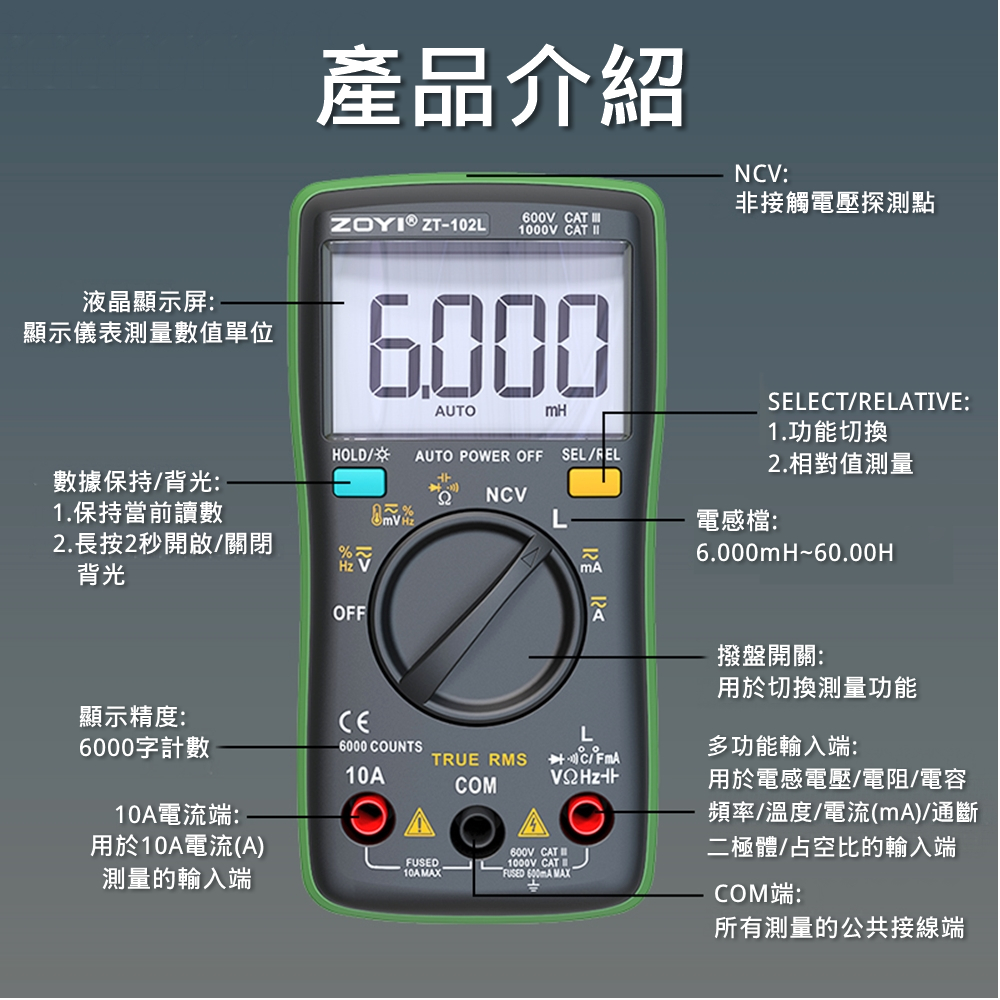 產品介紹
NCV:
非接觸電壓探測點
ZOYI® ZT-102L
600V CAT III
1000V CAT II
液晶顯示屏:
顯示儀表測量數值單位
6.000
AUTO
mH
SELECT/RELATIVE:
1.功能切換
2.相對值測量
HOLD/☼ AUTO POWER OFF SEL/REL
數據保持/背光:
1.保持當前讀數
2.長按2秒開啟/關閉
背光
Ω
NCV
mV % Hz
L
電感檔:
6.000mH~60.00H
% Hz V
mA
OFF
A
撥盤開關:
用於切換測量功能
顯示精度:
6000字計數
CE
6000 COUNTS
TRUE RMS
L
°C/°F mA
VΩHz
10A
COM
多功能輸入端:
用於電感電壓/電阻/電容
頻率/溫度/電流(mA)/通斷
二極體/占空比的輸入端
10A電流端:
用於10A電流(A)
測量的輸入端
FUSED
10A MAX
600V CAT III
1000V CAT II
FUSED 600mA MAX
COM端:
所有測量的公共接線端